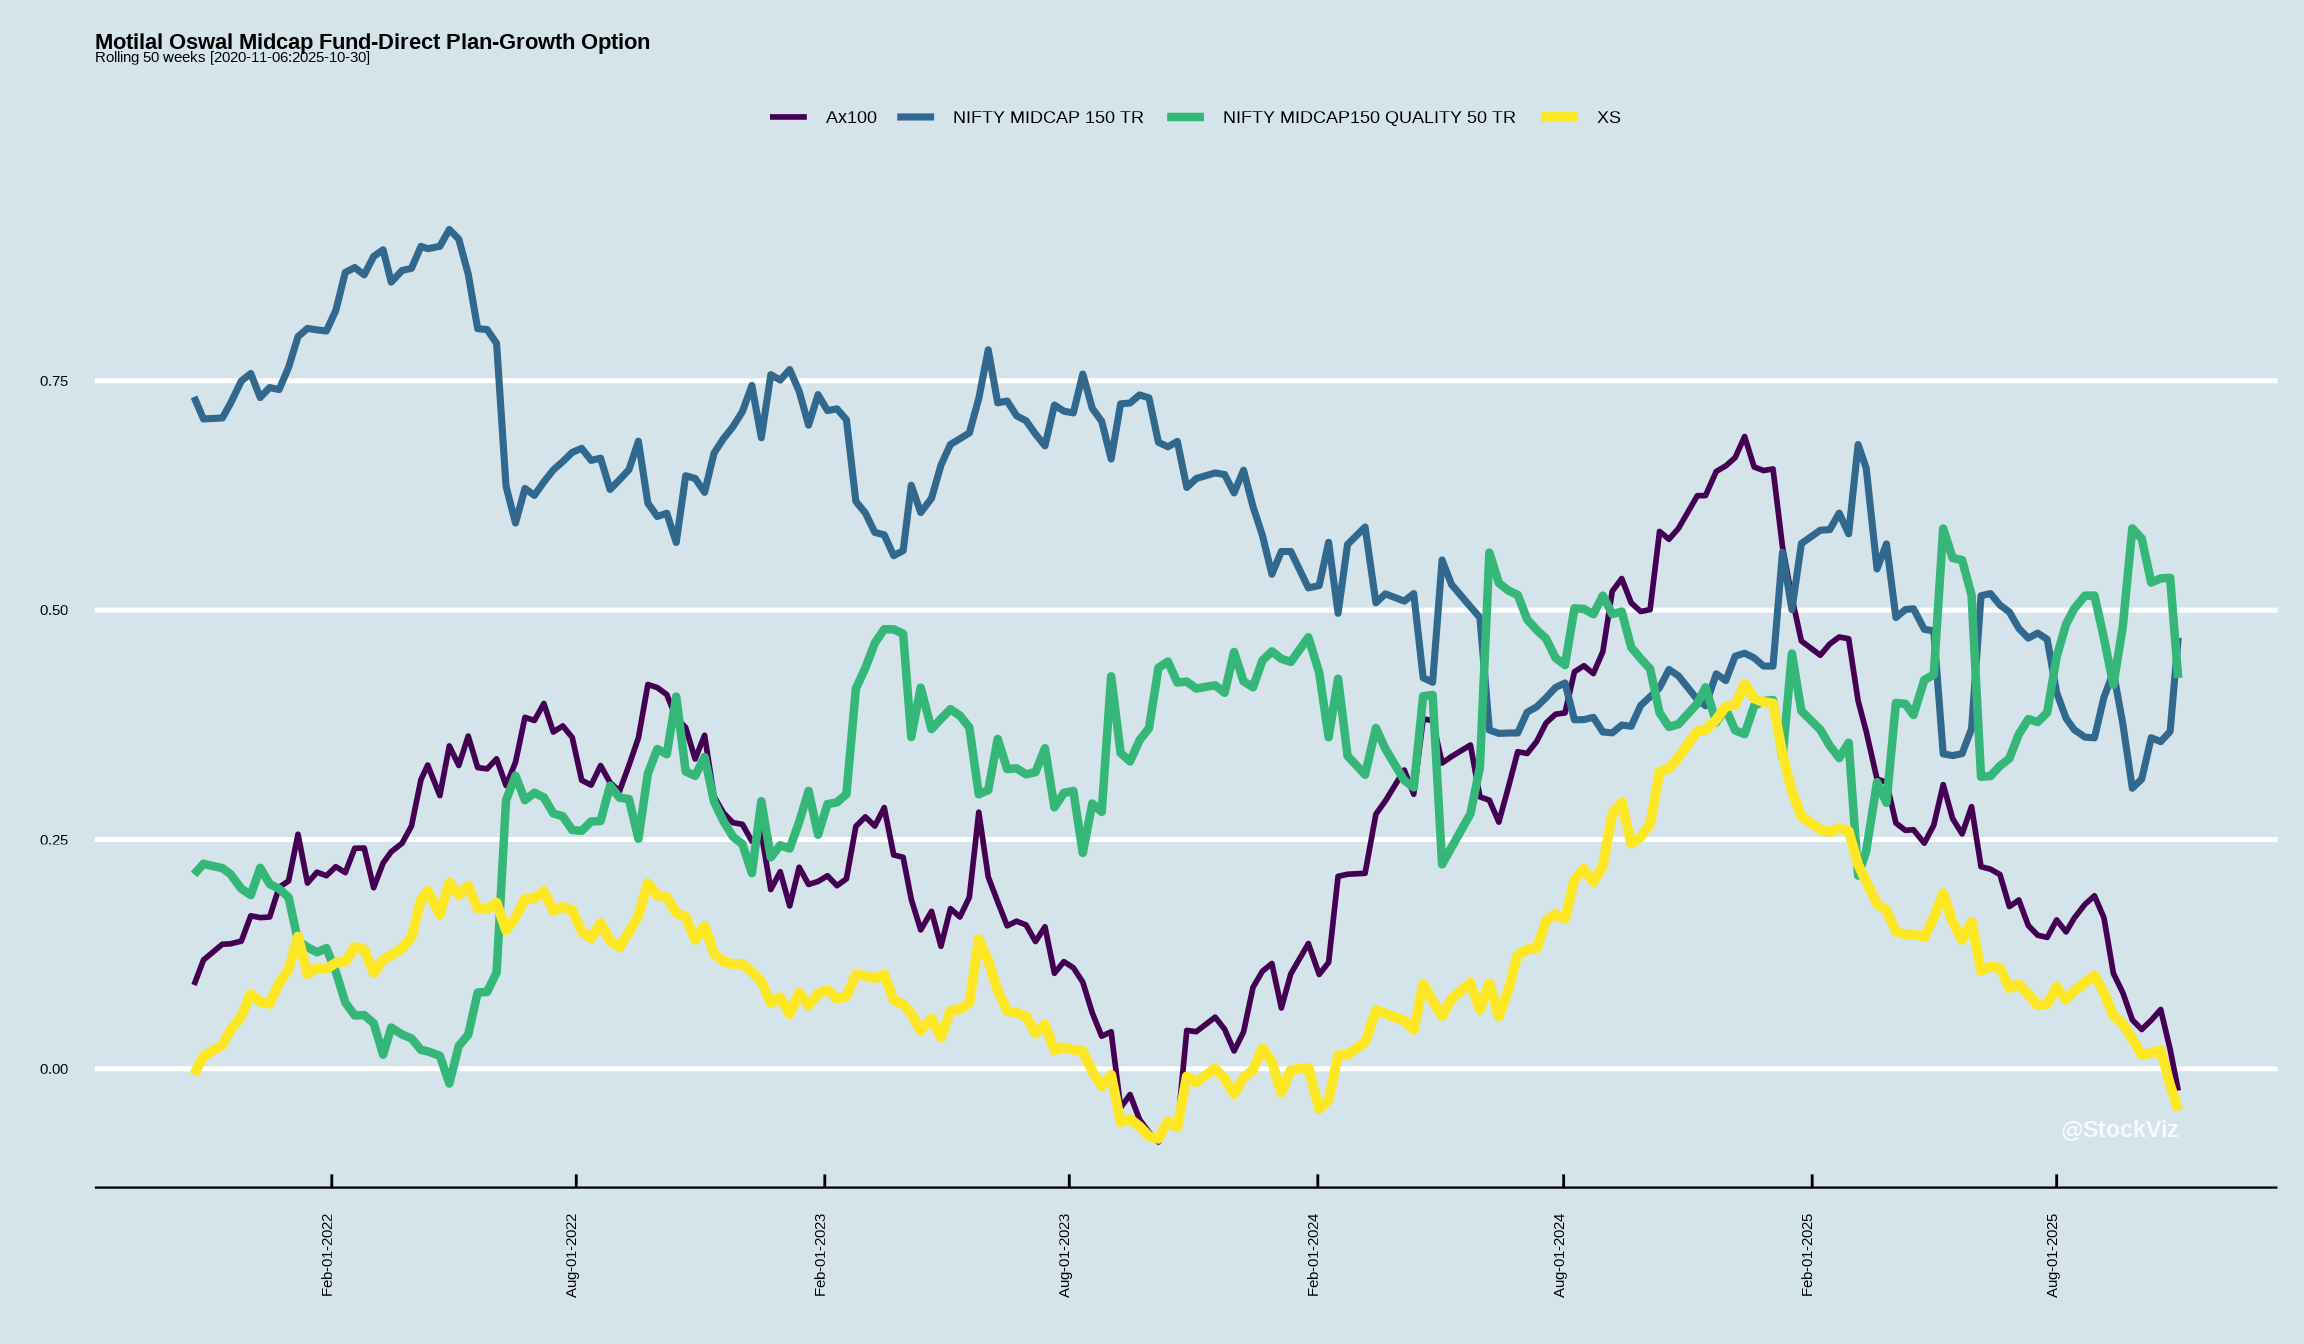 Motilal Oswal Midcap Fund-Direct Plan-Growth Option
Rolling 50 weeks [2020-11-06:2025-10-30]
Ax100 NIFTY MIDCAP 150 TR NIFTY MIDCAP150 QUALITY 50 TR XS
0.75
0.50
0.25
0.00
@StockViz
Feb-01-2022 Aug-01-2022 Feb-01-2023 Aug-01-2023 Feb-01-2024 Aug-01-2024 Feb-01-2025 Aug-01-2025